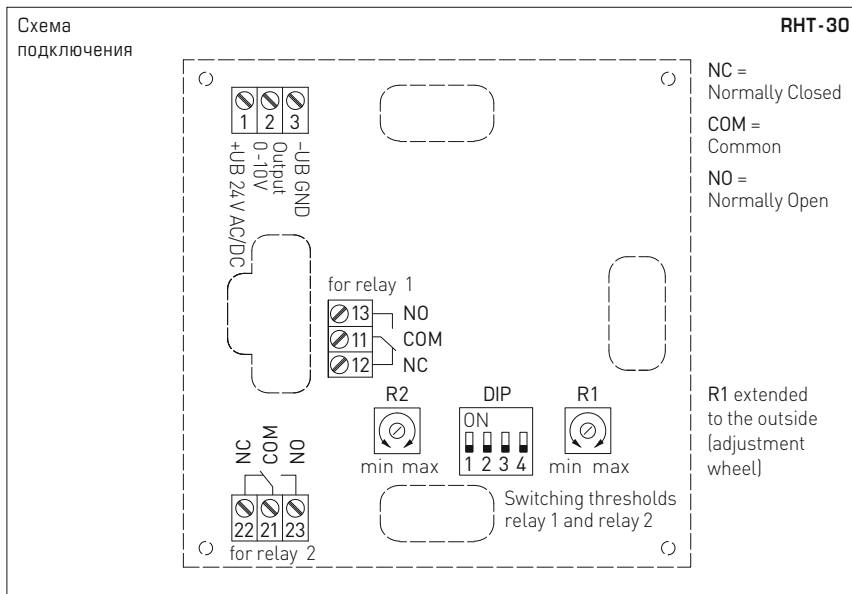 Схема
подключения
RHT-30
NC =
Normally Closed
COM =
Common
NO =
Normally Open
1 2 3
+UB 24V AC/DC
Output
0 -10V
-UB GND
for relay 1
13 NO
11 COM
12 NC
R2
min max
DIP
ON
1 2 3 4
R1
min max
R1 extended
to the outside
(adjustment
wheel)
Switching thresholds
relay 1 and relay 2
NC COM NO
22 21 23
for relay 2